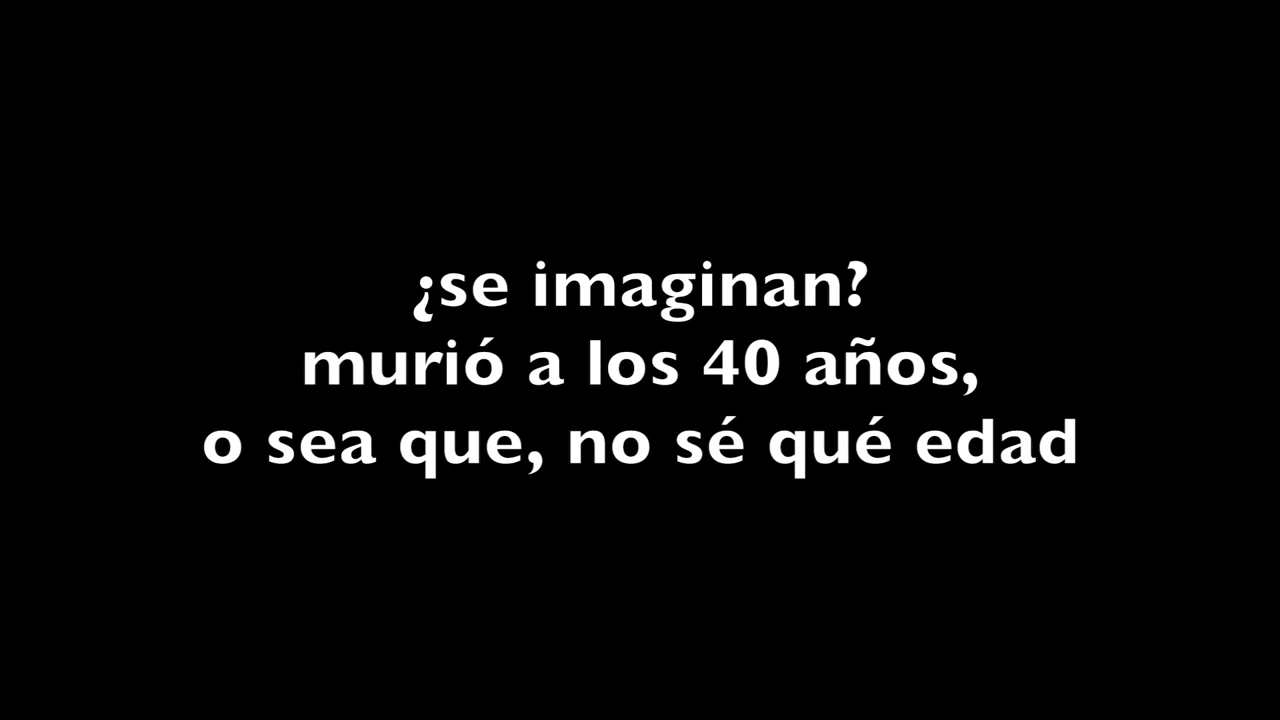 ¿se imaginan?
murió a los 40 años,
o sea que, no sé qué edad